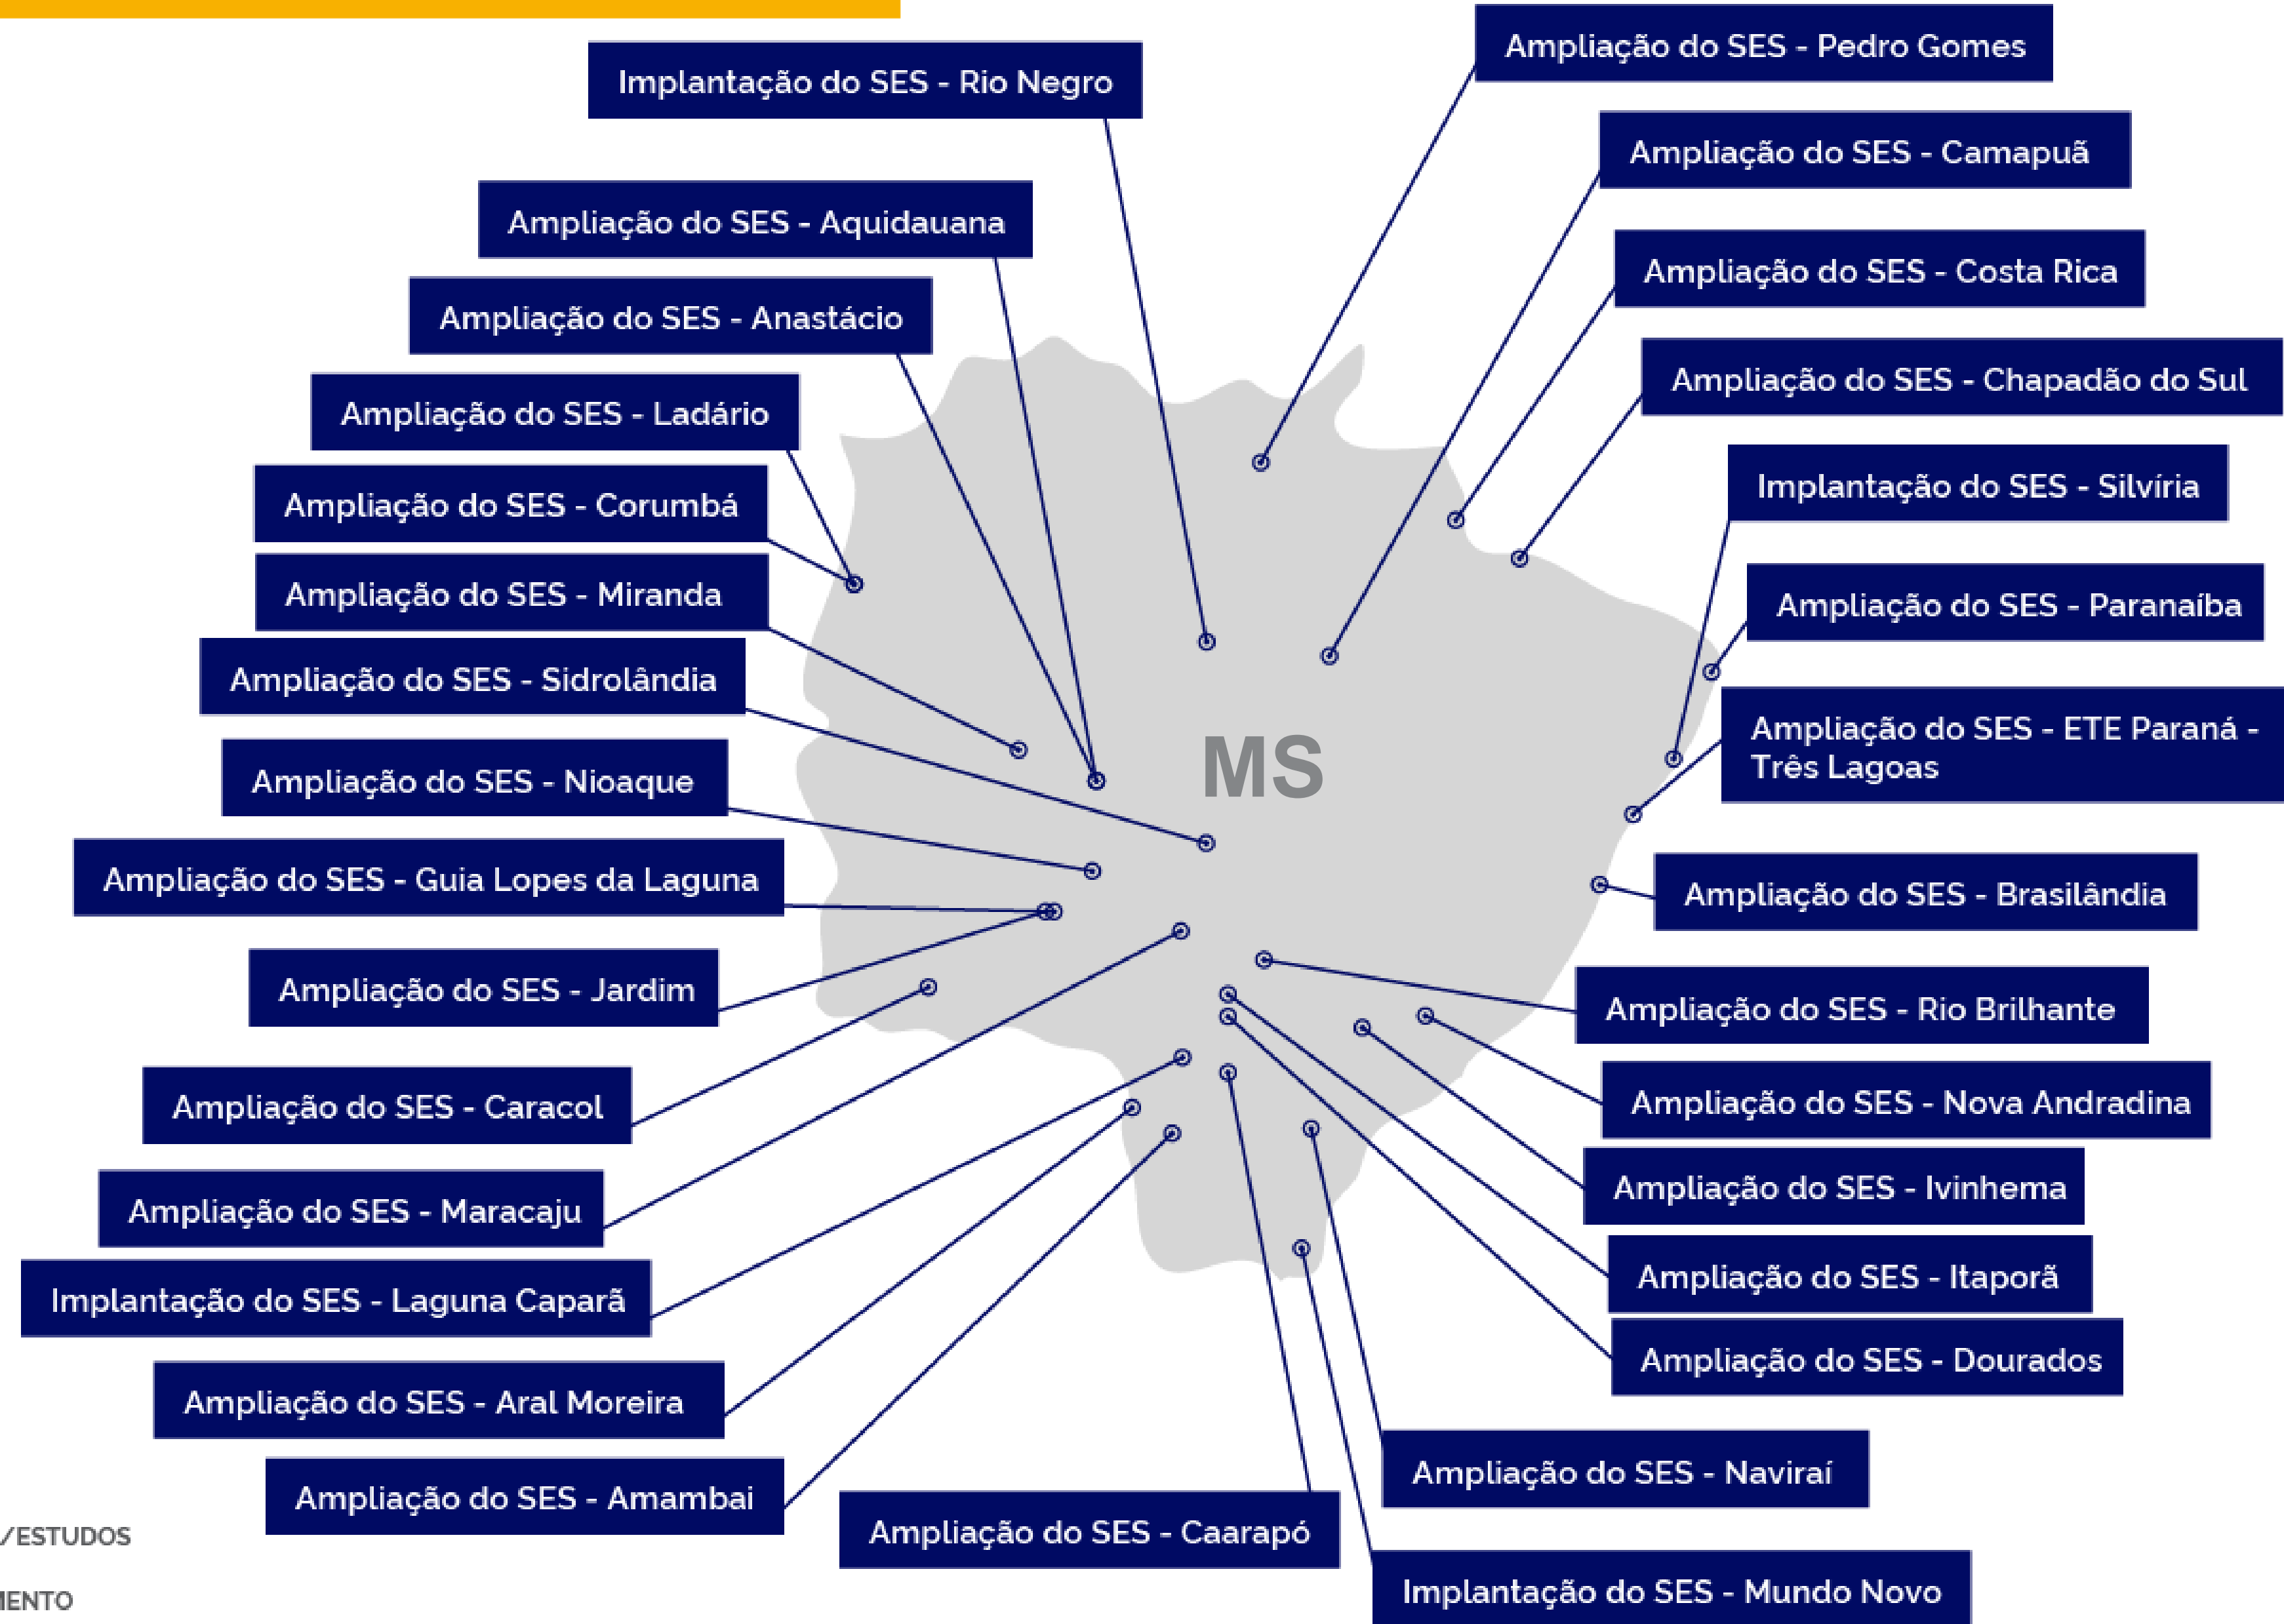 Implantação do SES - Rio Negro
Ampliação do SES - Aquidauana
Ampliação do SES - Anastácio
Ampliação do SES - Ladário
Ampliação do SES - Corumbá
Ampliação do SES - Miranda
Ampliação do SES - Sidrolândia
Ampliação do SES - Nioaque
Ampliação do SES - Guia Lopes da Laguna
Ampliação do SES - Jardim
Ampliação do SES - Caracol
Ampliação do SES - Maracaju
Implantação do SES - Laguna Caparã
Ampliação do SES - Aral Moreira
Ampliação do SES - Amambai
Ampliação do SES - Caarapó
MS
Ampliação do SES - Pedro Gomes
Ampliação do SES - Camapuã
Ampliação do SES - Costa Rica
Ampliação do SES - Chapadão do Sul
Implantação do SES - Silvíria
Ampliação do SES - Paranaíba
Ampliação do SES - ETE Paraná -
Três Lagoas
Ampliação do SES - Brasilândia
Ampliação do SES - Rio Brilhante
Ampliação do SES - Nova Andradina
Ampliação do SES - Ivinhema
Ampliação do SES - Itaporã
Ampliação do SES - Dourados
Ampliação do SES - Naviraí
Implantação do SES - Mundo Novo
/ESTUDOS
MENTO